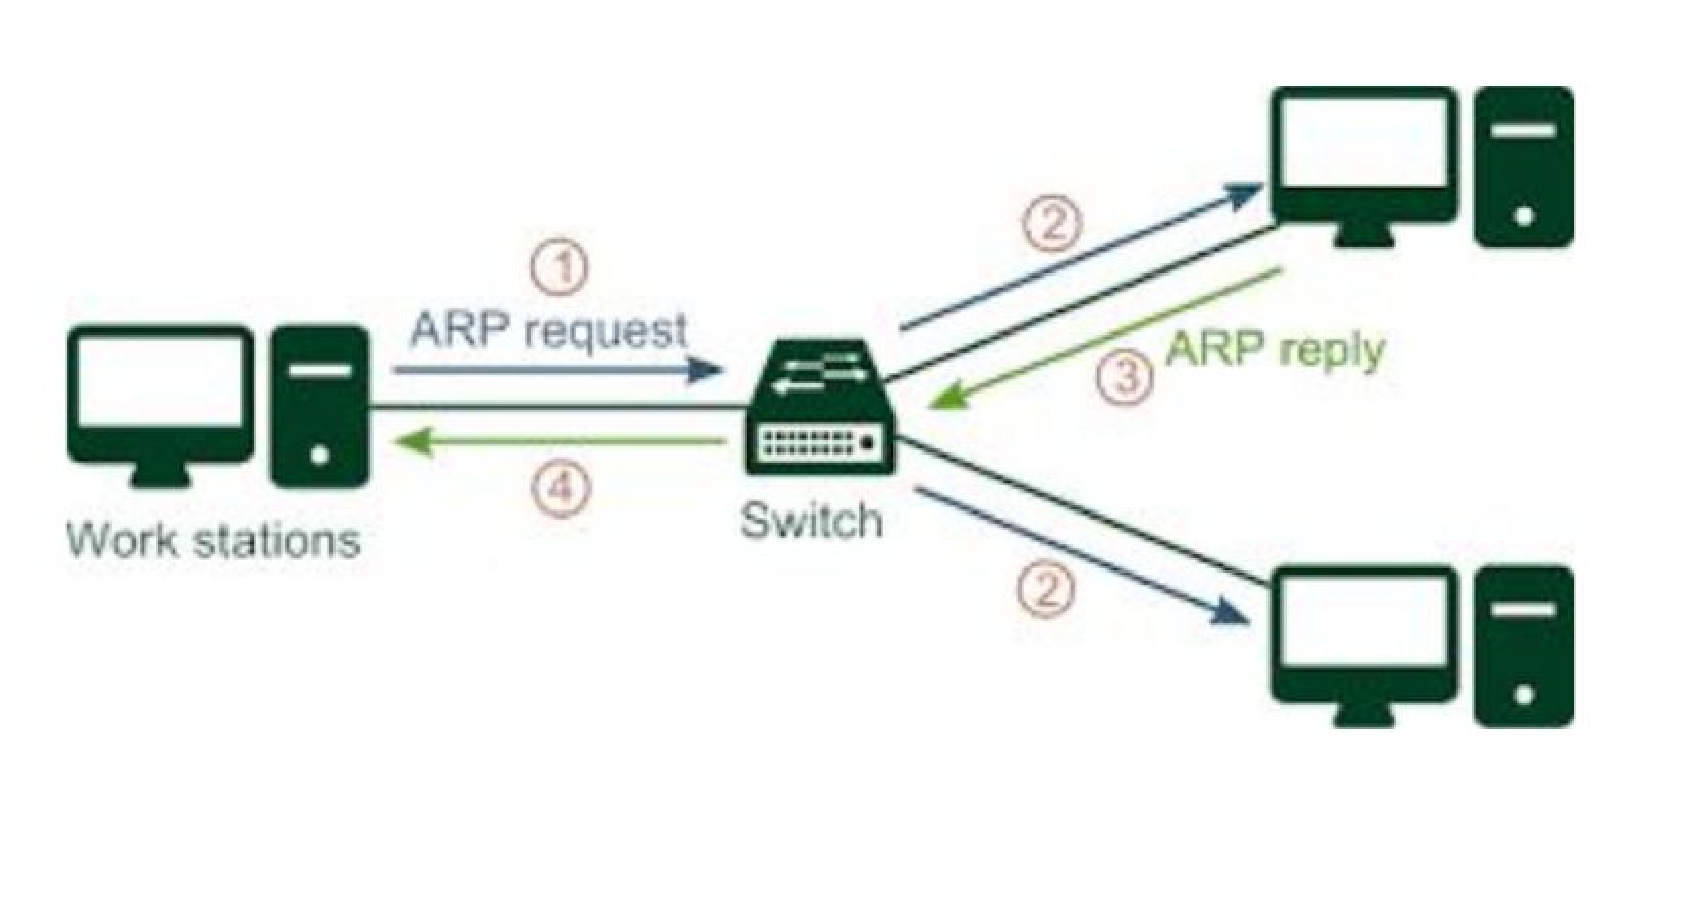 ①
ARP request
②
ARP reply
③
④
Work stations
Switch
②